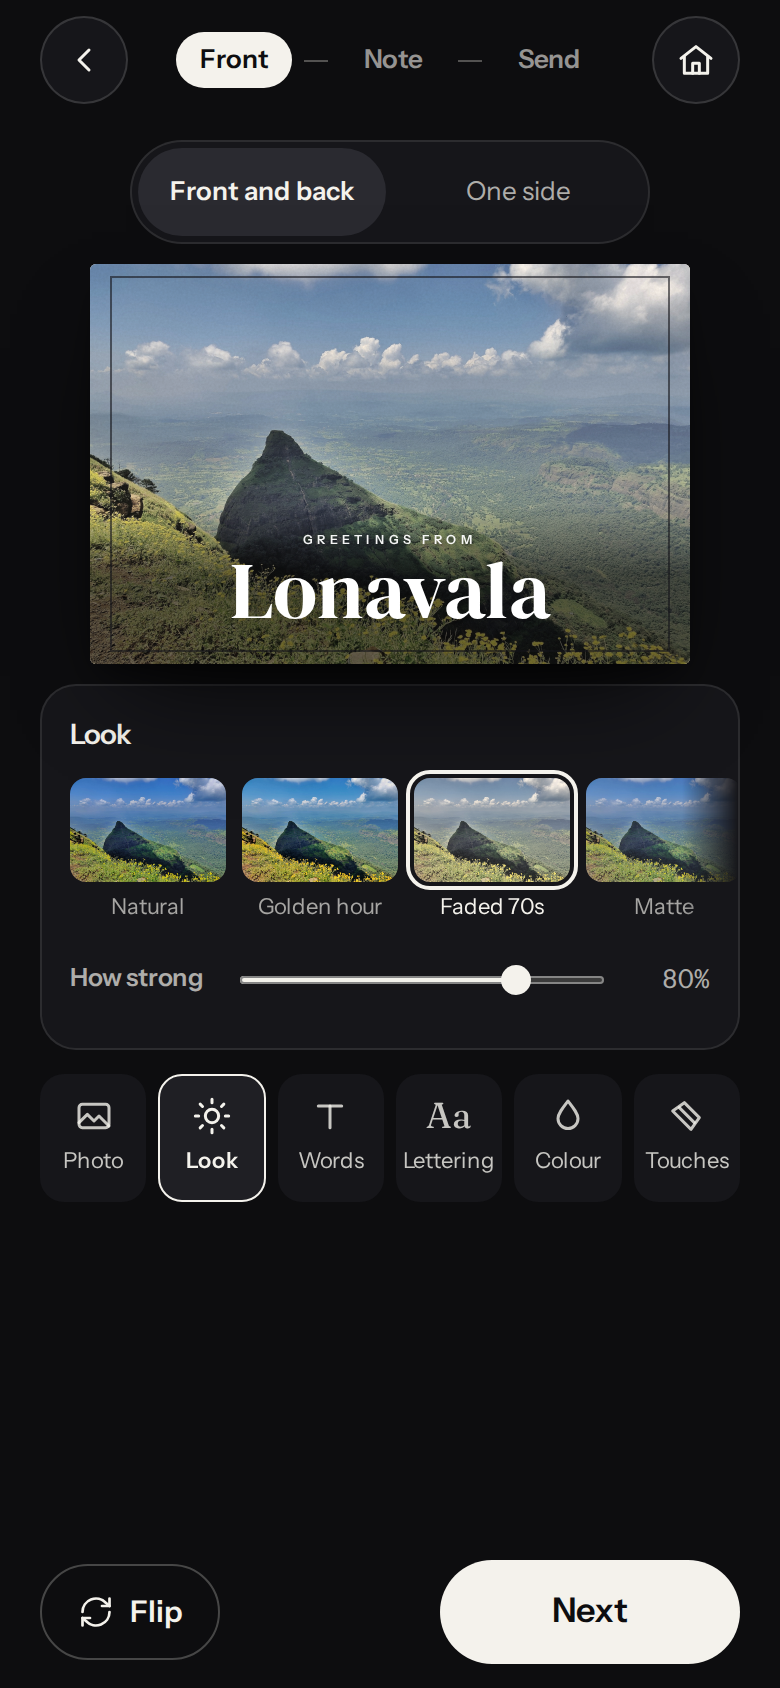 Front — Note — Send
Front and back One side
GREETINGS FROM
Lonavala
Look
Natural Golden hour Faded 70s Matte
How strong 80%
Photo Look Words Aa Lettering Colour Touches
Flip Next